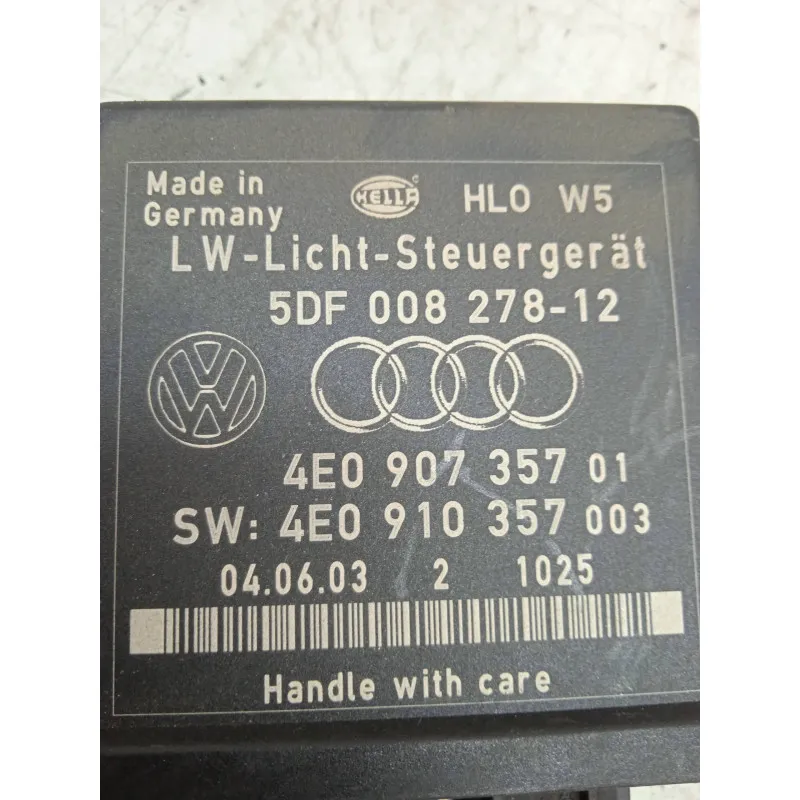 Made in
Germany
HELLA
HLO W5
LW-Licht-Steuergerät
5DF 008 278-12
VW
4E0 907 357 01
SW: 4E0 910 357 003
04.06.03 2 1025
Handle with care